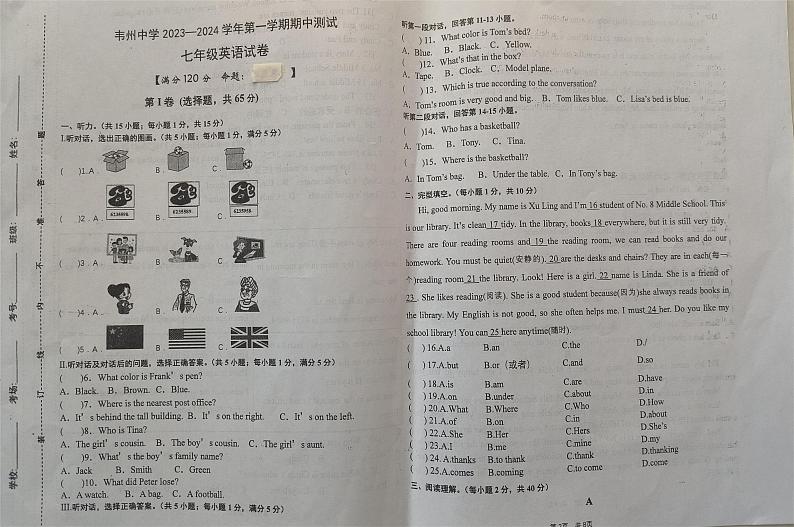 韦州中学 2023—2024 学年第一学期期中测试
七年级英语试卷
【满分 120 分 命题： 】
第 I 卷 (选择题，共 65 分)
一、听力。（共 15 小题；每小题 1 分，共 15 分）
I.听对话，选出正确的图画。（共 5 小题；每小题 1 分，满分 5 分）
( )1. A. B. C.
( )2. A. B. C.
( )3. A. B. C.
( )4. A. B. C.
( )5. A. B. C.
II.听对话及对话后的问题，选择正确答案。（共 5 小题；每小题 1 分，满分 5 分）
( )6. What color is Frank's pen?
A. Black. B. Brown. C. Blue.
( )7. Where is the nearest post office?
A. It's behind the tall building. B. It's on the right. C. It's on the left.
( )8. Who is Tina?
A. The girl's cousin. B. The boy's cousin. C. The girl's aunt.
( )9. What's the boy's family name?
A. Jack B. Smith C. Green
( )10. What did Peter lose?
A. A watch. B. A bag. C. A football.
III.听对话，选择正确答案。（共 5 小题；每小题 1 分，满分 5 分）
学校: 考场: 考号: 班级: 姓名:
装 订 线 内 不 准 答 题
听第一段对话，回答第 11-13 小题。
( ) 11. What color is Tom's bed?
A. Blue. B. Black. C. Yellow.
( )12. What's that in the box?
A. Tape. B. Clock. C. Model plane.
( ) 13. Which is true according to the conversation?
A. Tom's room is very good and big. B. Tom likes blue. C. Lisa's bed is blue.
听第二段对话，回答第 14-15 小题。
( )14. Who has a basketball?
A. Tom. B. Tony. C. Tina.
( )15. Where is the basketball?
A. In Tom's bag. B. Under the table. C. In Tony's bag.
二、完型填空。（每小题 1 分，共 10 分）
Hi, good morning. My name is Xu Ling and I'm 16 student of No. 8 Middle School. This
is our library. It's clean 17 tidy. In the library, books 18 everywhere, but it is still very tidy.
There are four reading rooms and 19 the reading room, we can read books and do our
homework. You must be quiet(安静的). 20 are the desks and chairs? They are in each(每一
个)reading room 21 the library. Look! Here is a girl. 22 name is Linda. She is a friend of
23 . She likes reading(阅读). She is a good student because(因为)she always reads books in
the library. My English is not good, so she often helps me. I must 24 her. Do you like my
school library! You can 25 here anytime(随时).
( ) 16.A.a B.an C.the D./
( ) 17.A.but B.or（或者） C.and D.so
( ) 18.A.is B.am C.are D.have
( ) 19.A.on B.under C.about D.in
( ) 20.A.What B.Where C.Who D.How
( ) 21.A.of B.on C.in D.about
( ) 22.A.She B.Her C.Hers D.She's
( ) 23.A.I B.me C.mine D.my
( ) 24. A.thanks B.to thank C.thank D.thanking
( ) 25.A.comes B.coming C.to come D.come
三、阅读理解。（每小题 2 分，共 40 分）
A